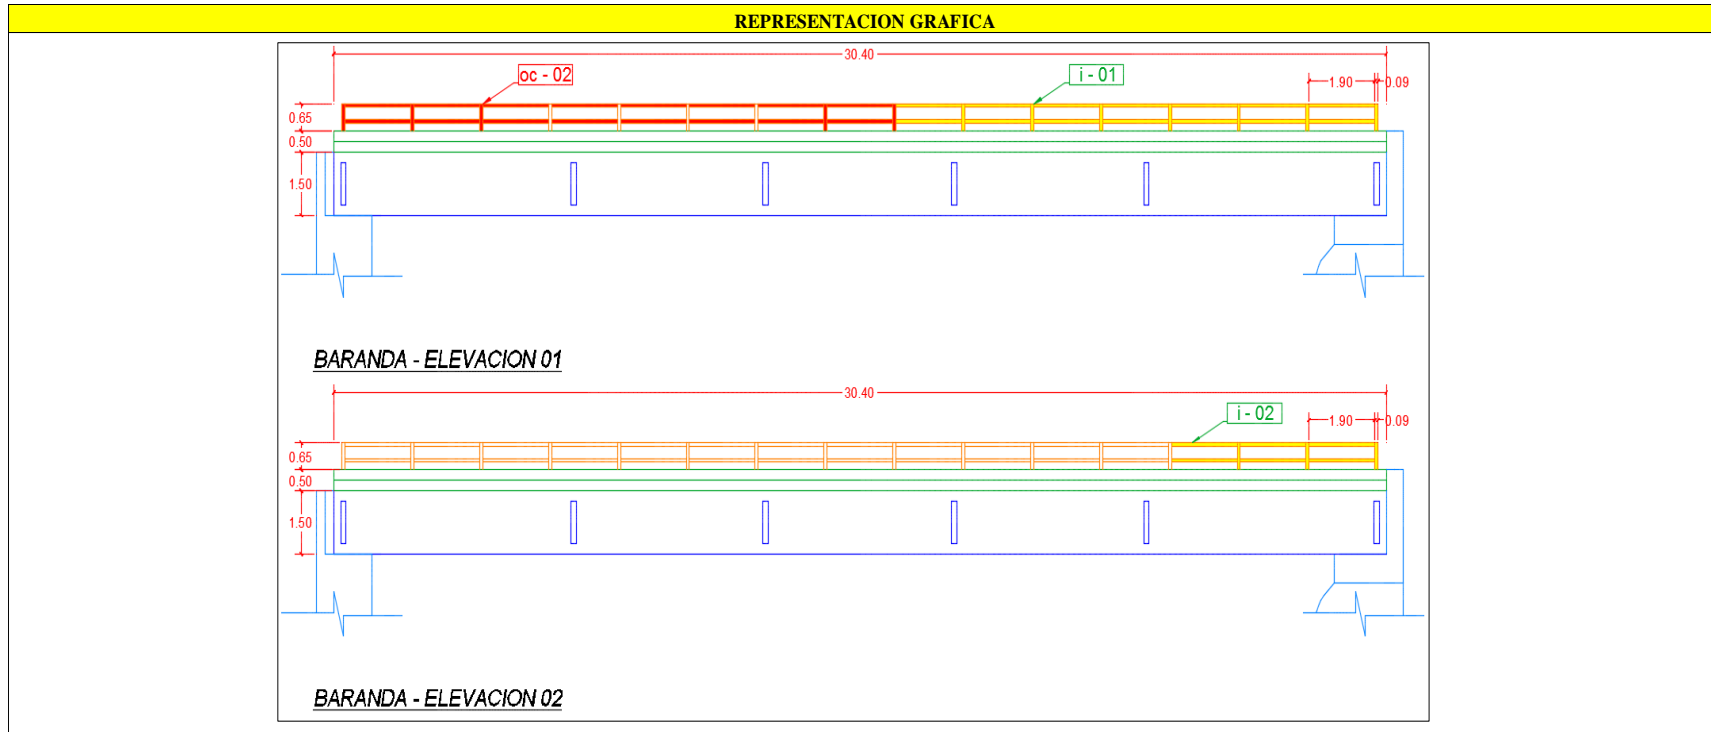 REPRESENTACION GRAFICA
30.40
oc - 02
i - 01
1.90
0.09
0.65
0.50
1.50
BARANDA - ELEVACION 01
30.40
i - 02
1.90
0.09
0.65
0.50
1.50
BARANDA - ELEVACION 02